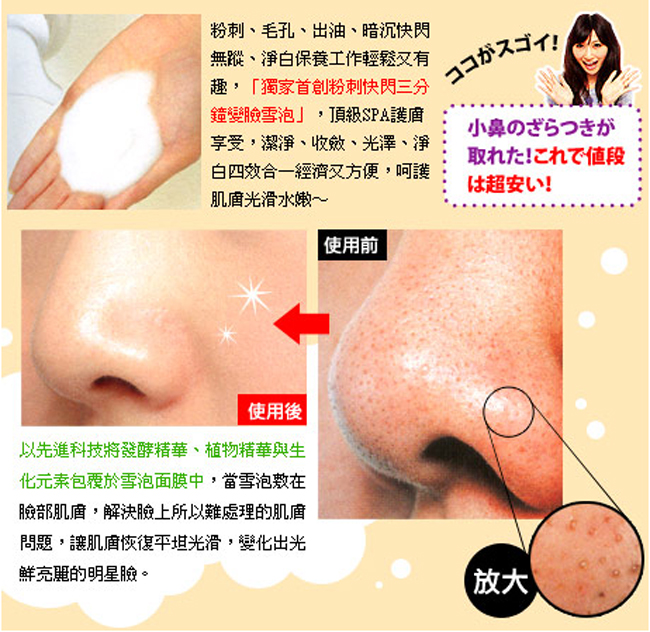 粉刺、毛孔、出油、暗沉快閃
無蹤、淨白保養工作輕鬆又有
趣，「獨家首創粉刺快閃三分
鐘變臉雪泡」，頂級SPA護膚
享受，潔淨、收斂、光澤、淨
白四效合一經濟又方便，呵護
肌膚光滑水嫩～
ココがスゴイ!
小鼻のざらつきが
取れた!これで値段
は超安い!
使用前
使用後
以先進科技將發酵精華、植物精華與生
化元素包覆於雪泡面膜中，當雪泡敷在
臉部肌膚，解決臉上所以難處理的肌膚
問題，讓肌膚恢復平坦光滑，變化出光
鮮亮麗的明星臉。
放大